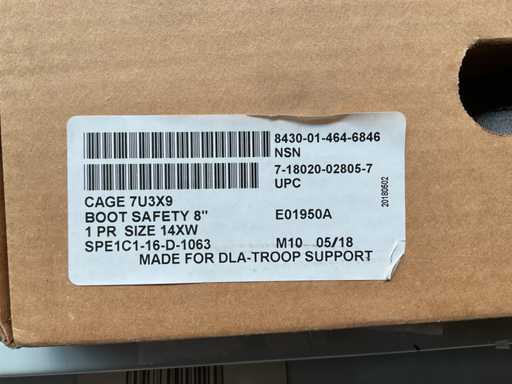 8430-01-464-6846
NSN
7-18020-02805-7
UPC
20180502
CAGE 7U3X9
BOOT SAFETY 8" E01950A
1 PR SIZE 14XW
SPE1C1-16-D-1063 M10 05/18
MADE FOR DLA-TROOP SUPPORT